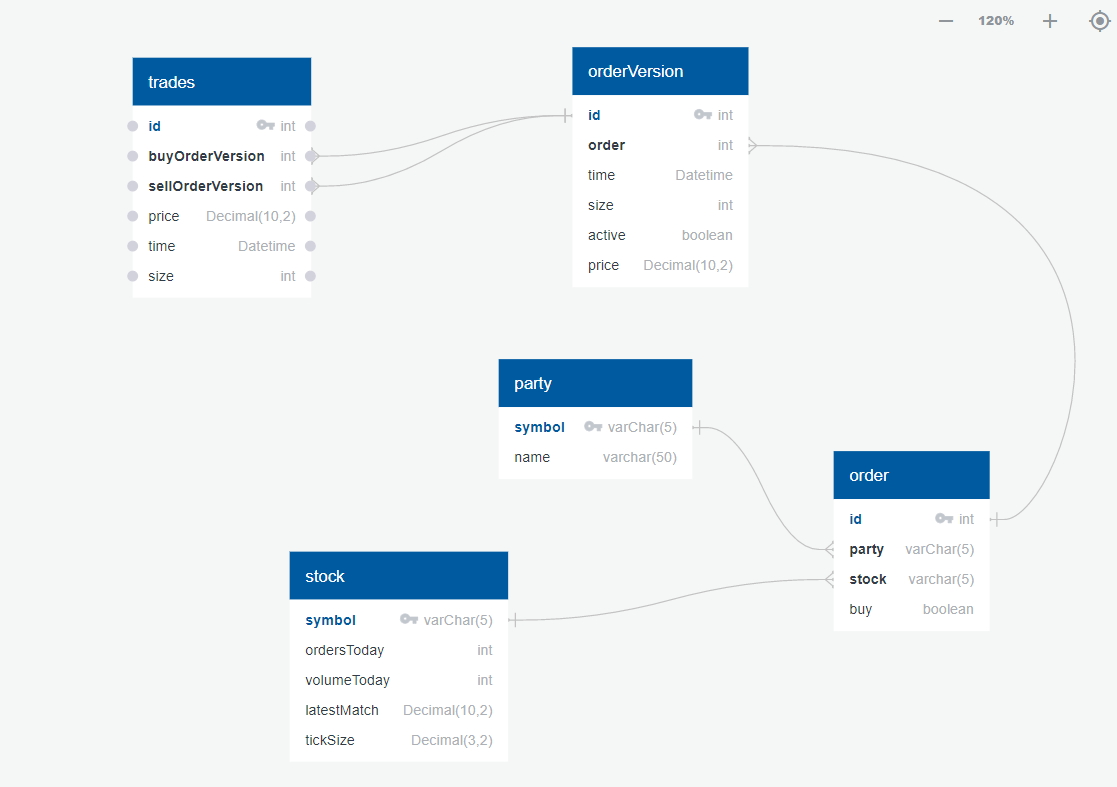 120%
trades
id int
buyOrderVersion int
sellOrderVersion int
price Decimal(10,2)
time Datetime
size int
orderVersion
id int
order int
time Datetime
size int
active boolean
price Decimal(10,2)
party
symbol varChar(5)
name varchar(50)
order
id int
party varChar(5)
stock varchar(5)
buy boolean
stock
symbol varChar(5)
ordersToday int
volumeToday int
latestMatch Decimal(10,2)
tickSize Decimal(3,2)